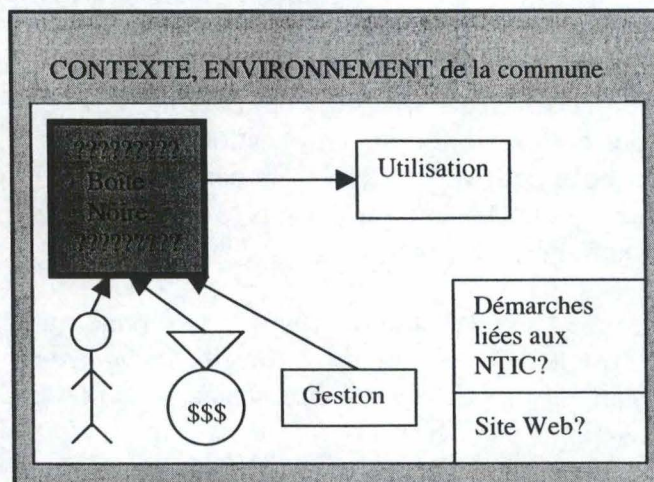 CONTEXTE, ENVIRONNEMENT de la commune
?????????
Boîte
Noire
?????????
Utilisation
Démarches
liées aux
NTIC?
$$$
Gestion
Site Web?